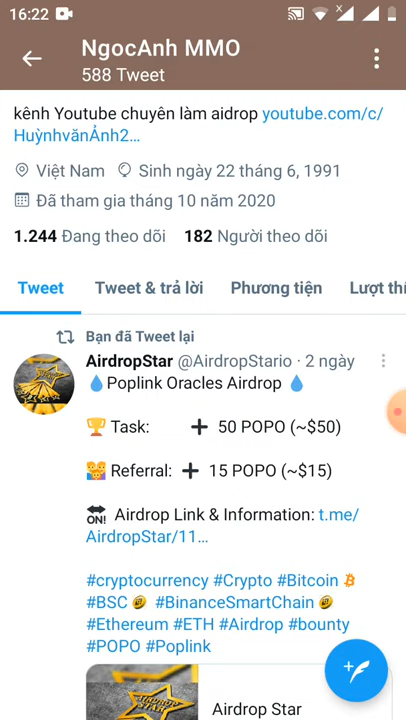 16:22
NgocAnh MMO
588 Tweet
kênh Youtube chuyên làm aidrop youtube.com/c/
HuỳnhvănẢnh2…
Việt Nam Sinh ngày 22 tháng 6, 1991
Đã tham gia tháng 10 năm 2020
1.244 Đang theo dõi 182 Người theo dõi
Tweet Tweet & trả lời Phương tiện Lượt thí
Bạn đã Tweet lại
AirdropStar @AirdropStario · 2 ngày
💧Poplink Oracles Airdrop 💧
🏆 Task: ➕ 50 POPO (~$50)
🤼 Referral: ➕ 15 POPO (~$15)
🔛 Airdrop Link & Information: t.me/
AirdropStar/11…
#cryptocurrency #Crypto #Bitcoin
#BSC #BinanceSmartChain
#Ethereum #ETH #Airdrop #bounty
#POPO #Poplink
AIRDROP
STAR
Airdrop Star